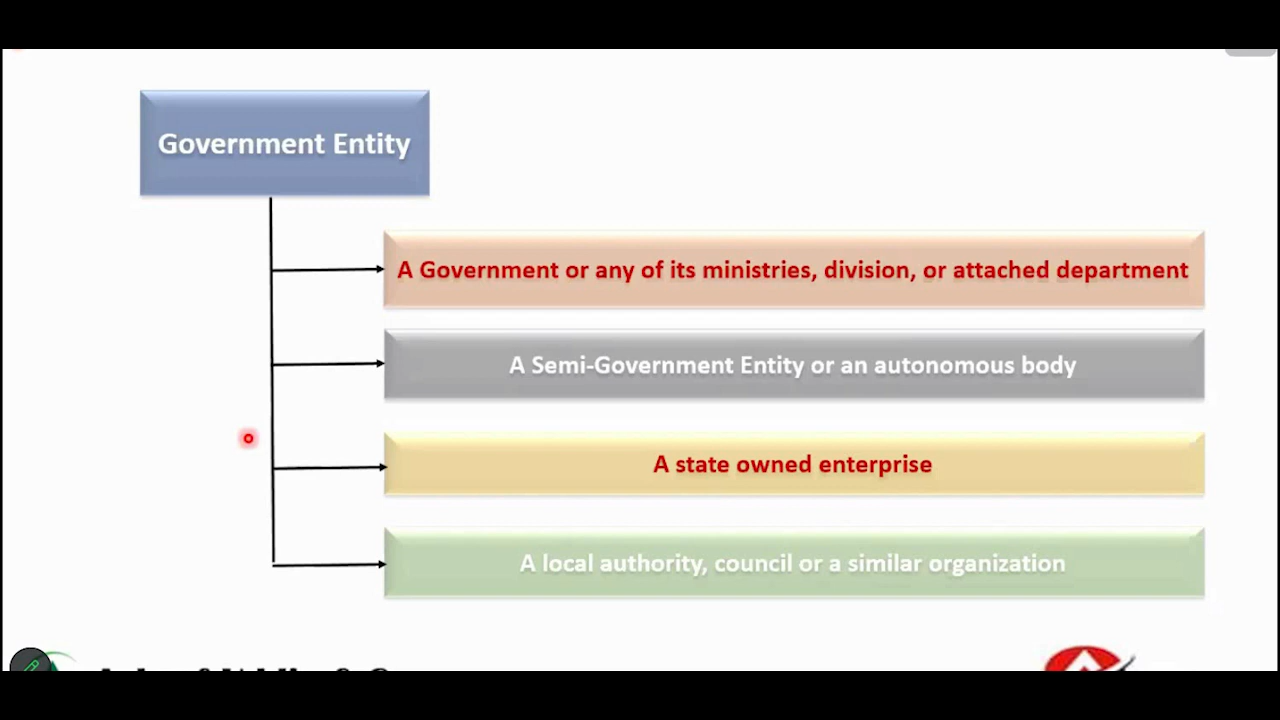 Government Entity
A Government or any of its ministries, division, or attached department
A Semi-Government Entity or an autonomous body
A state owned enterprise
A local authority, council or a similar organization